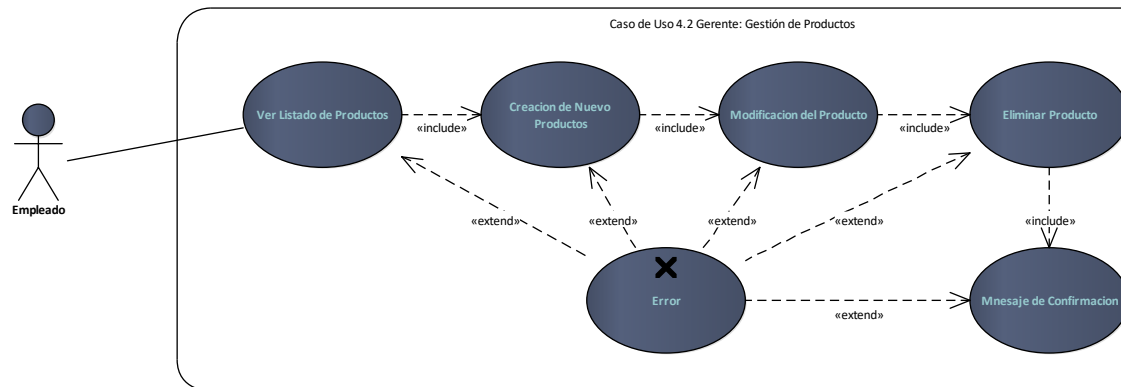 Caso de Uso 4.2 Gerente: Gestión de Productos
Ver Listado de Productos
«include»
Creacion de Nuevo
Productos
«include»
Modificacion del Producto
«include»
Eliminar Producto
Empleado
«extend»
«extend»
«extend»
«extend»
«include»
Error
«extend»
Mnesaje de Confirmacion